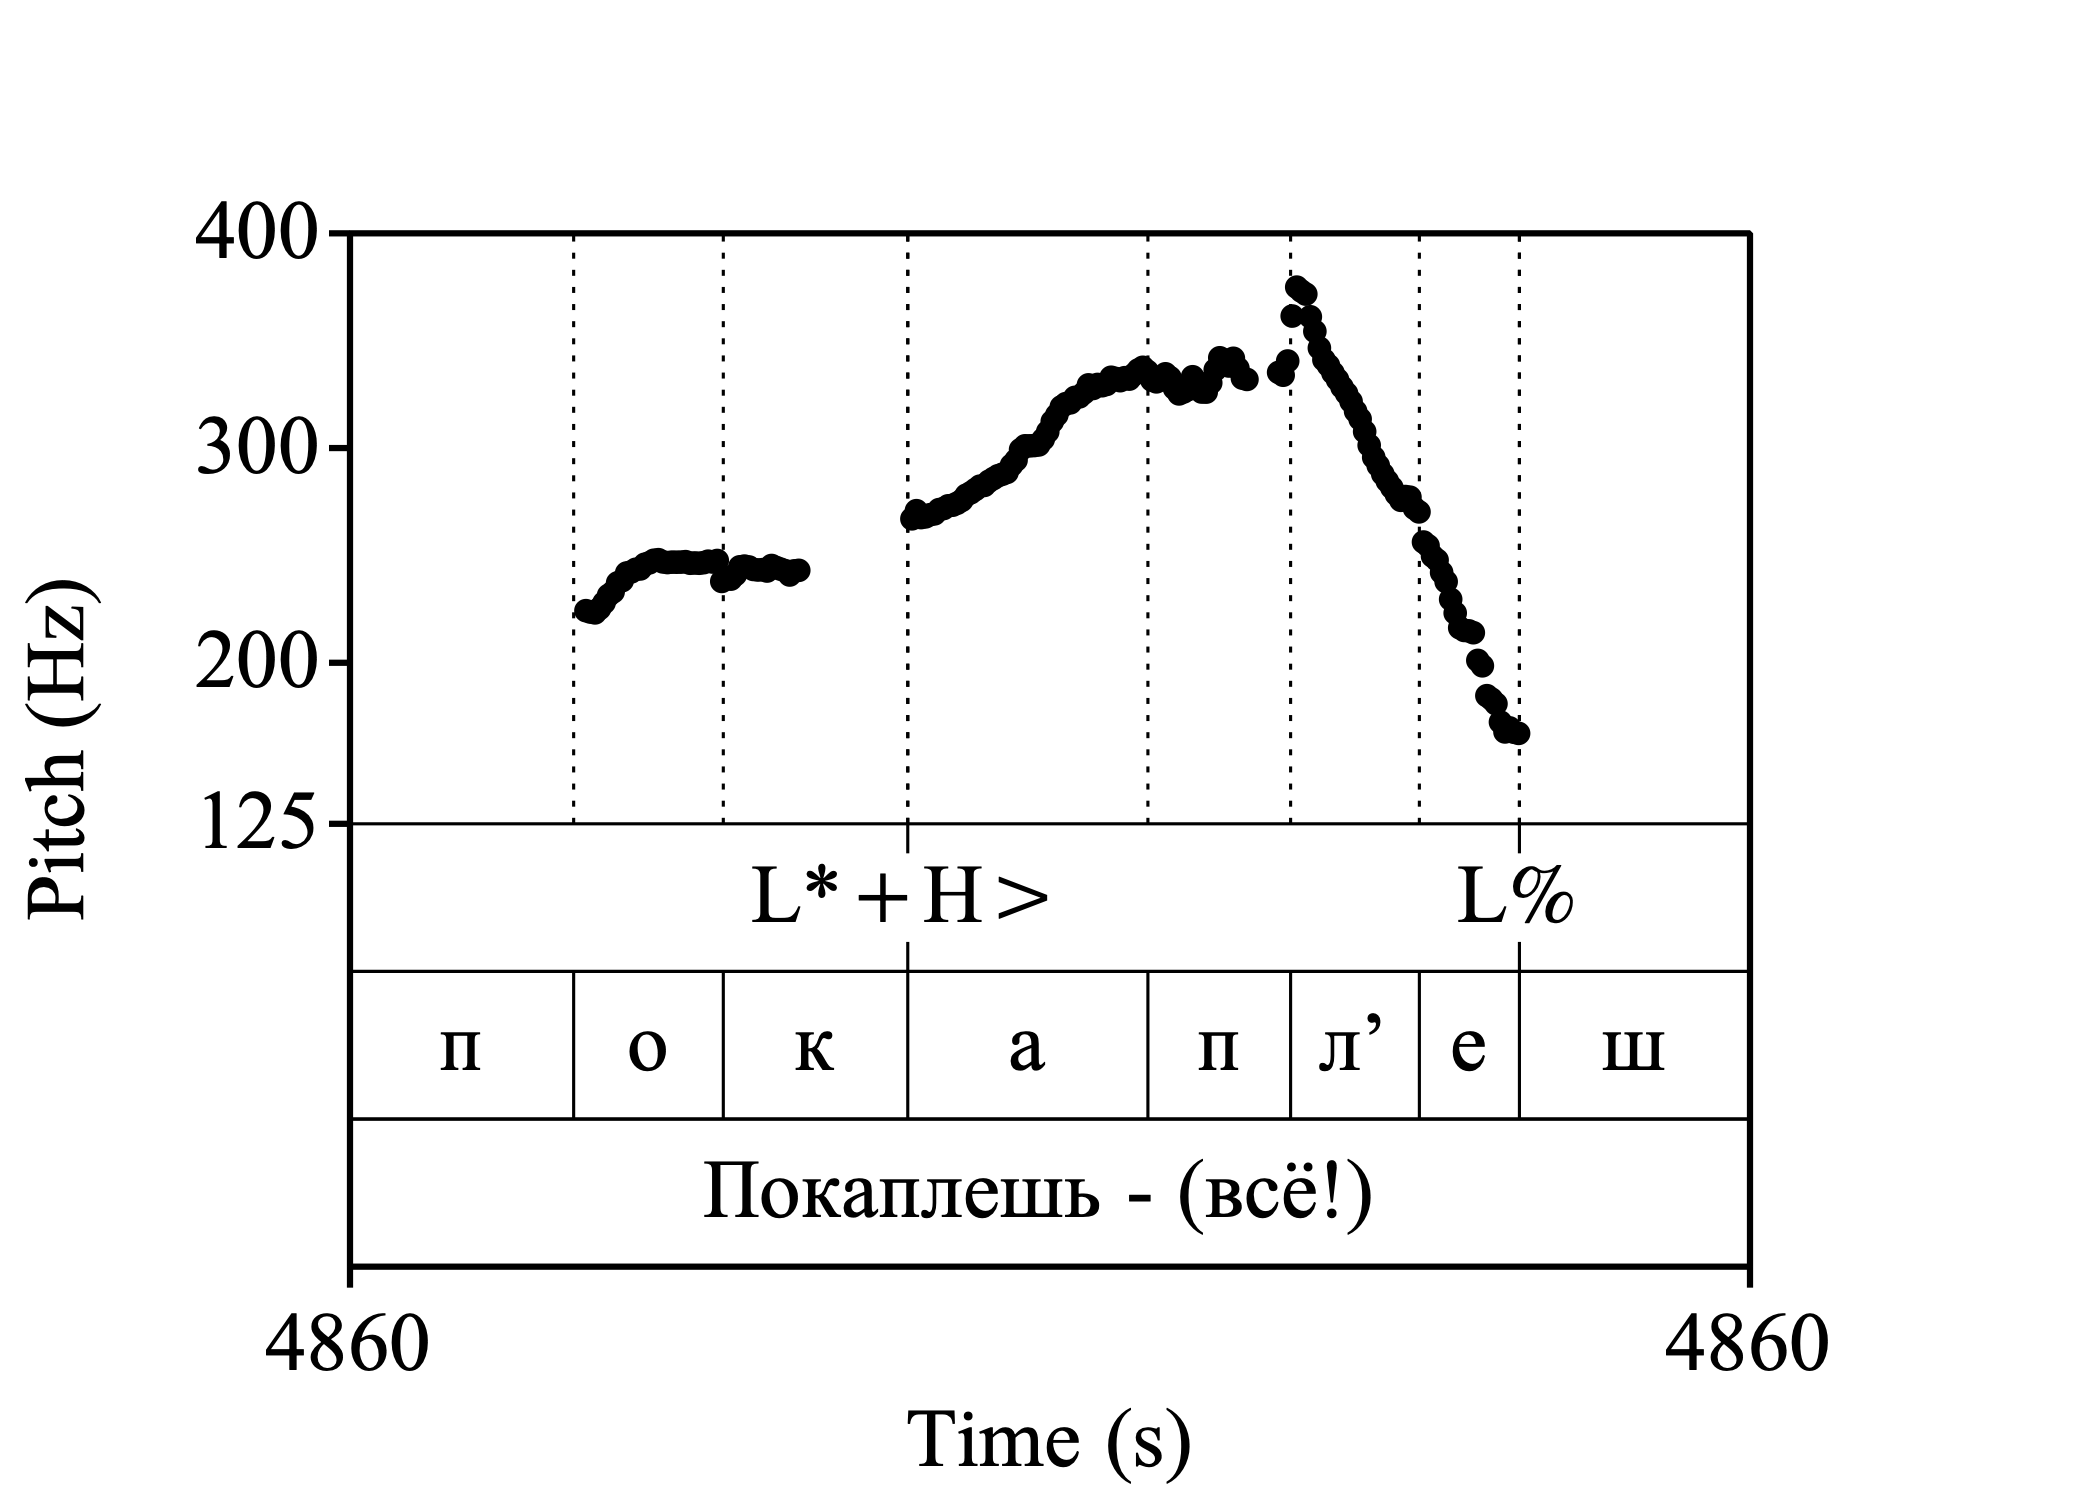 400
300
200
125
Pitch (Hz)
L*+H> L%
п о к а п л’ е ш
Покаплешь - (всё!)
4860 4860
Time (s)